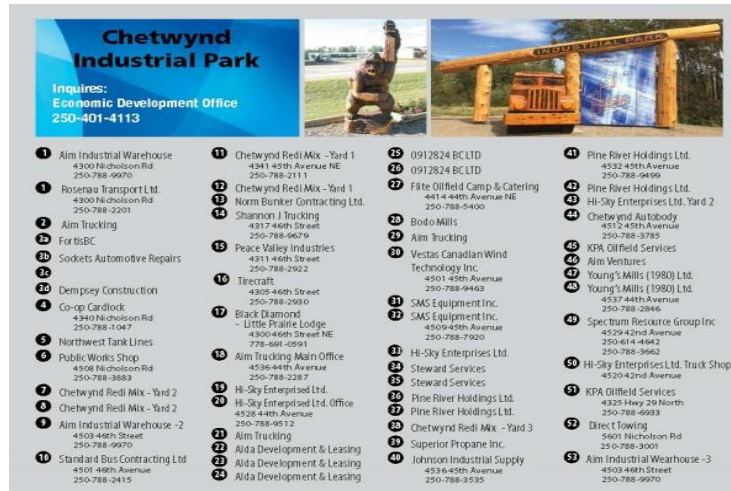 Chetwynd
Industrial Park
Inquires:
Economic Development Office
250-401-4113
INDUSTRIAL PARK
1 Aim Industrial Warehouse
4300 Nicholson Rd
250-788-9970
1 Rosenau Transport Ltd.
4300 Nicholson Rd
250-788-2201
2 Aim Trucking
3a FortisBC
3b Sockets Automotive Repairs
3c
3d Dempsey Construction
4 Co-op Cardlock
4340 Nicholson Rd
250-788-1047
5 Northwest Tank Lines
6 Public Works Shop
4508 Nicholson Rd
250-788-3883
7 Chetwynd Redi Mix - Yard 2
8 Chetwynd Redi Mix - Yard 2
9 Aim Industrial Warehouse -2
4503 46th Street
250-788-9970
10 Standard Bus Contracting Ltd
4501 46th Avenue
250-788-2415
11 Chetwynd Redi Mix - Yard 1
4341 45th Avenue NE
250-788-2111
12 Chetwynd Redi Mix - Yard 1
13 Norm Bunker Contracting Ltd.
14 Shannon J Trucking
4317 46th Street
250-788-9679
15 Peace Valley Industries
4311 46th Street
250-788-2922
16 Tirecraft
4305 46th Street
250-788-2930
17 Black Diamond
- Little Prairie Lodge
4300 46th Street NE
778-691-0591
18 Aim Trucking Main Office
4536 44th Avenue
250-788-2287
19 Hi-Sky Enterprised Ltd.
20 Hi-Sky Enterprised Ltd. Office
4528 44th Avenue
250-788-9512
21 Aim Trucking
22 Alda Development & Leasing
23 Alda Development & Leasing
24 Alda Development & Leasing
25 0912824 BC LTD
26 0912824 BC LTD
27 Flite Oilfield Camp & Catering
4414 44th Avenue NE
250-788-5400
28 Bodo Mills
29 Aim Trucking
30 Vestas Canadian Wind
Technology Inc.
4501 45th Avenue
250-788-9463
31 SMS Equipment Inc.
32 SMS Equipment Inc.
4509 45th Avenue
250-788-7920
33 Hi-Sky Enterprises Ltd.
34 Steward Services
35 Steward Services
36 Pine River Holdings Ltd.
37 Pine River Holdings Ltd.
38 Chetwynd Redi Mix - Yard 3
39 Superior Propane Inc.
40 Johnson Industrial Supply
4536 45th Avenue
250-788-3535
41 Pine River Holdings Ltd.
4532 45th Avenue
250-788-9499
42 Pine River Holdings Ltd.
43 Hi-Sky Enterprises Ltd. Yard 2
44 Chetwynd Autobody
4512 45th Avenue
250-788-3785
45 KPA Oilfield Services
46 Aim Ventures
47 Young's Mills (1980) Ltd.
48 Young's Mills (1980) Ltd.
4537 44th Avenue
250-788-2846
49 Spectrum Resource Group Inc
4529 42nd Avenue
250-614-4642
250-788-3662
50 Hi-Sky Enterprises Ltd. Truck Shop
4520 42nd Avenue
51 KPA Oilfield Services
4325 Hwy 29 North
250-788-6933
52 Direct Towing
5601 Nicholson Rd
250-788-3001
53 Aim Industrial Wearhouse -3
4503 46th Street
250-788-9970